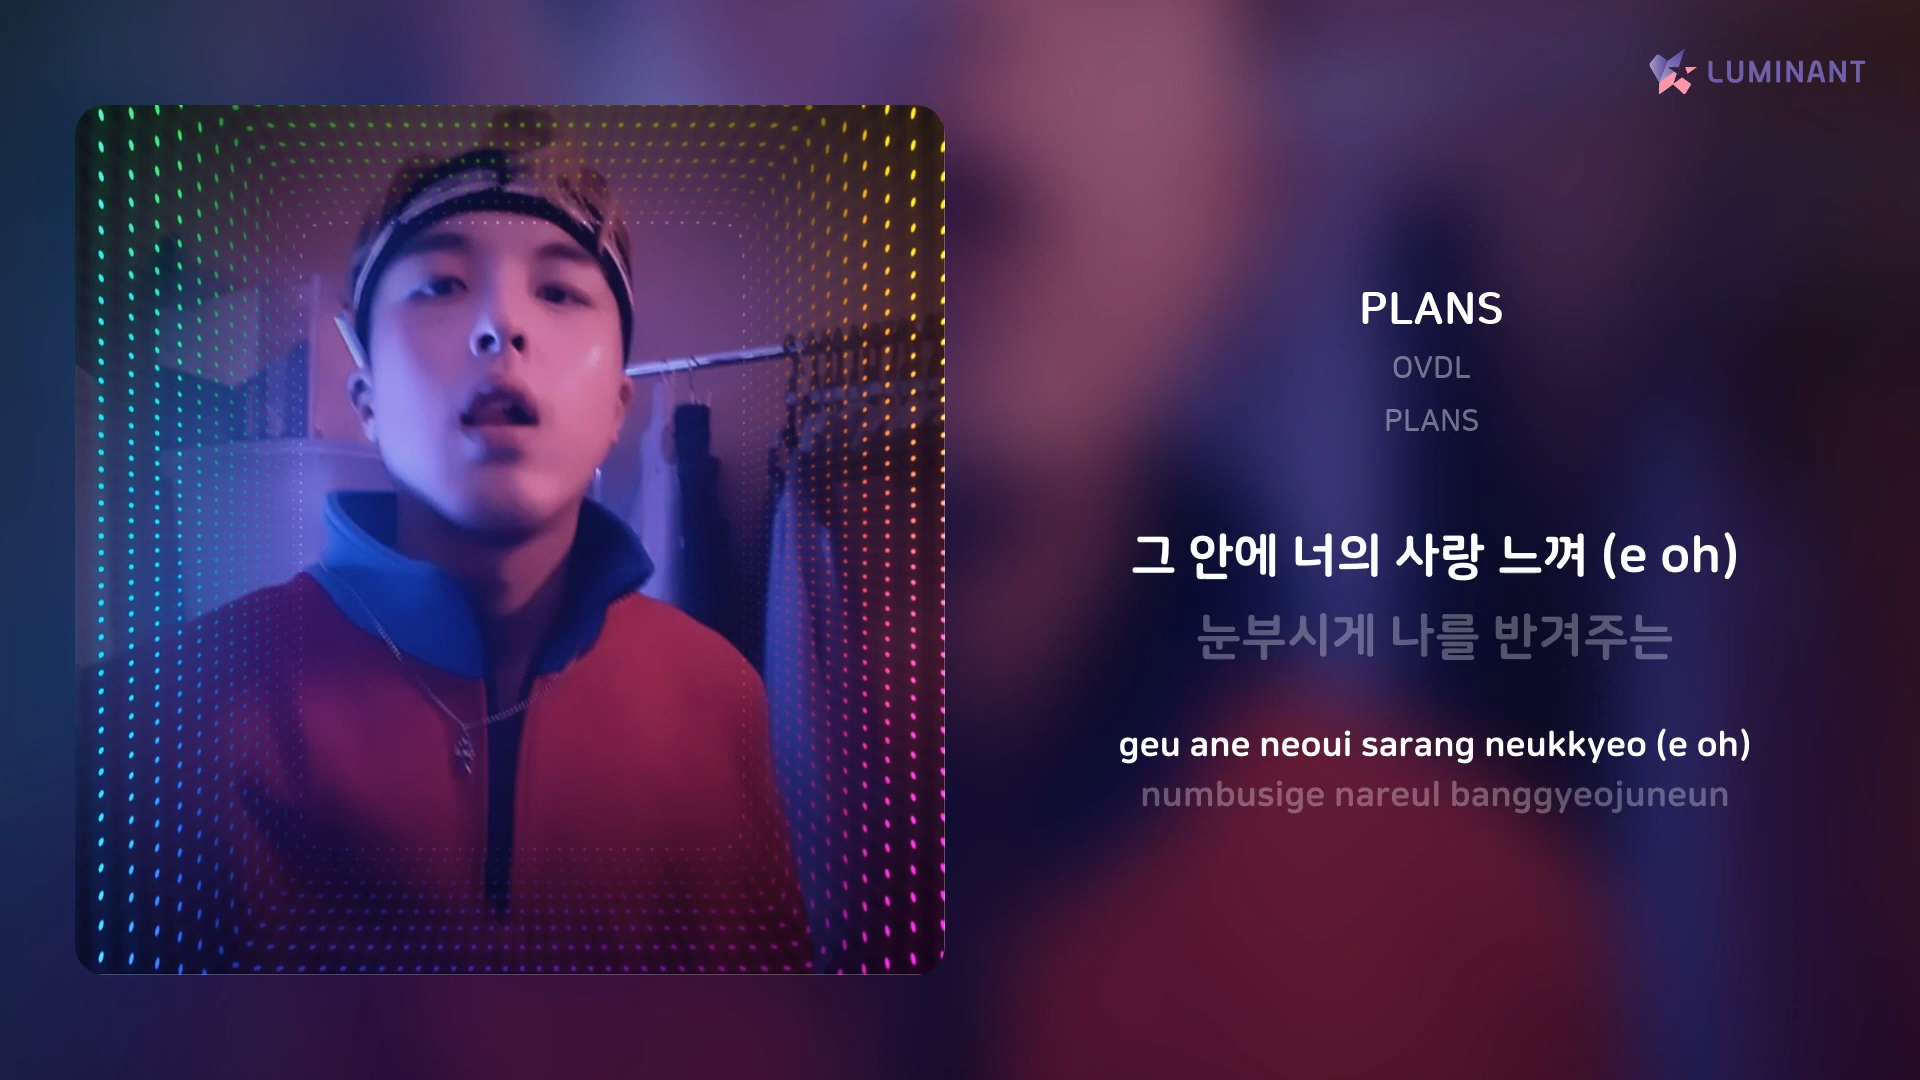 LUMINANT
PLANS
OVDL
PLANS
그 안에 너의 사랑 느껴 (e oh)
눈부시게 나를 반겨주는
geu ane neoui sarang neukkyeo (e oh)
numbusige nareul banggyeojuneun